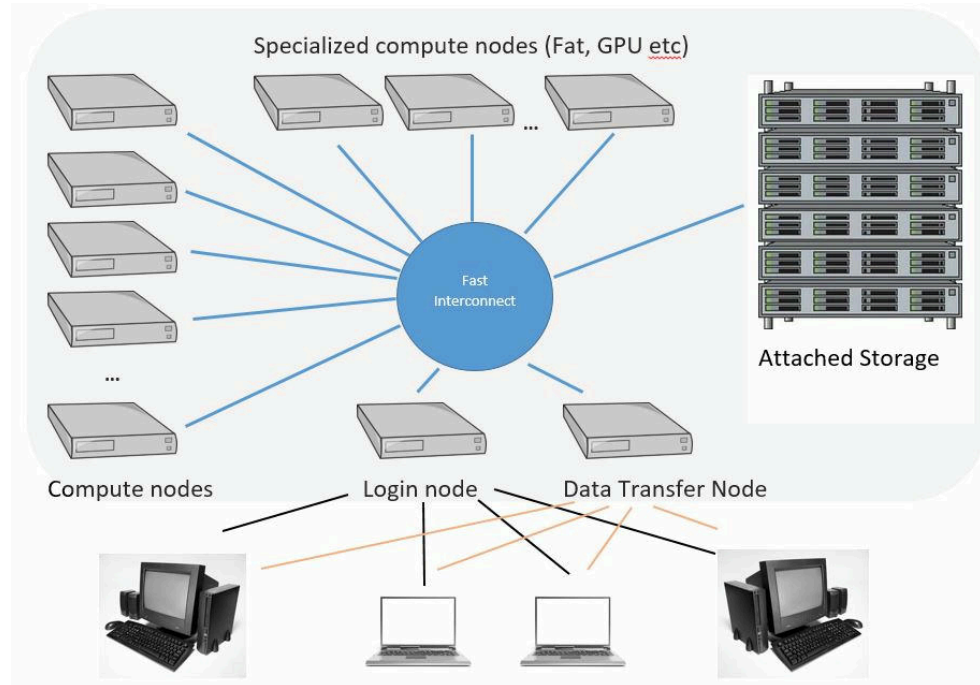 Specialized compute nodes (Fat, GPU etc)
...
Fast
Interconnect
Attached Storage
...
Compute nodes
Login node
Data Transfer Node